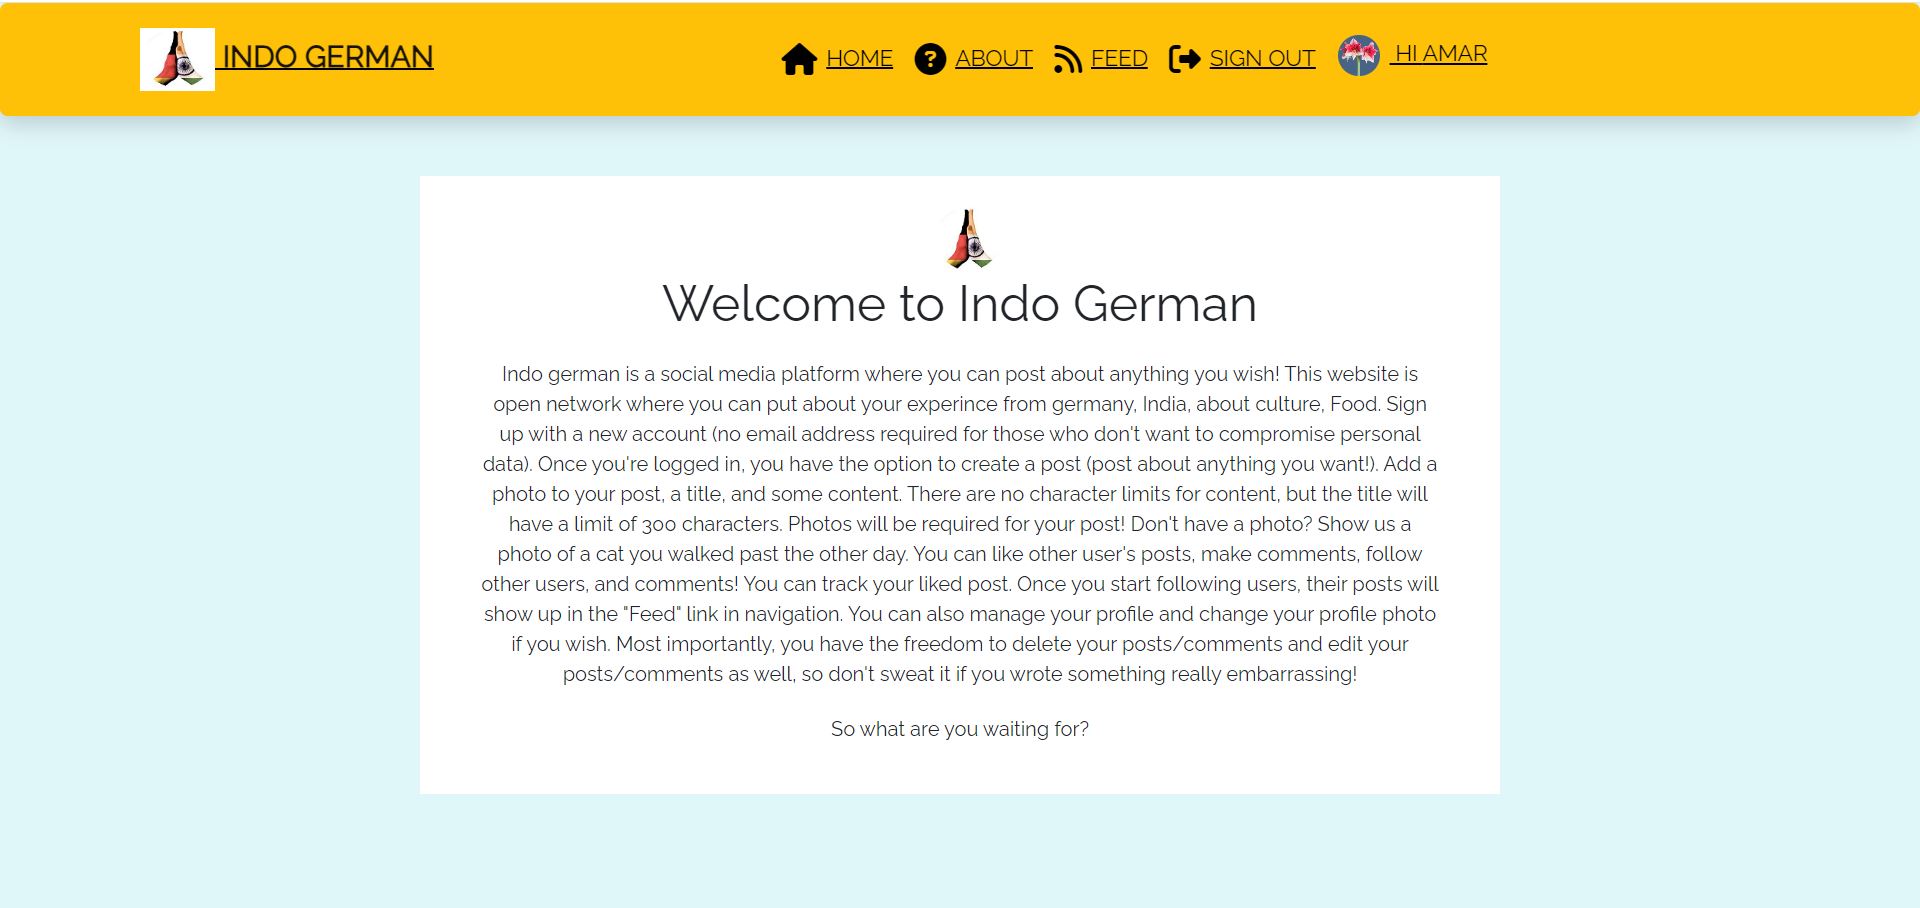 INDO GERMAN
HOME ABOUT FEED SIGN OUT HI AMAR
Welcome to Indo German
Indo german is a social media platform where you can post about anything you wish! This website is
open network where you can put about your experince from germany, India, about culture, Food. Sign
up with a new account (no email address required for those who don't want to compromise personal
data). Once you're logged in, you have the option to create a post (post about anything you want!). Add a
photo to your post, a title, and some content. There are no character limits for content, but the title will
have a limit of 300 characters. Photos will be required for your post! Don't have a photo? Show us a
photo of a cat you walked past the other day. You can like other user's posts, make comments, follow
other users, and comments! You can track your liked post. Once you start following users, their posts will
show up in the "Feed" link in navigation. You can also manage your profile and change your profile photo
if you wish. Most importantly, you have the freedom to delete your posts/comments and edit your
posts/comments as well, so don't sweat it if you wrote something really embarrassing!
So what are you waiting for?